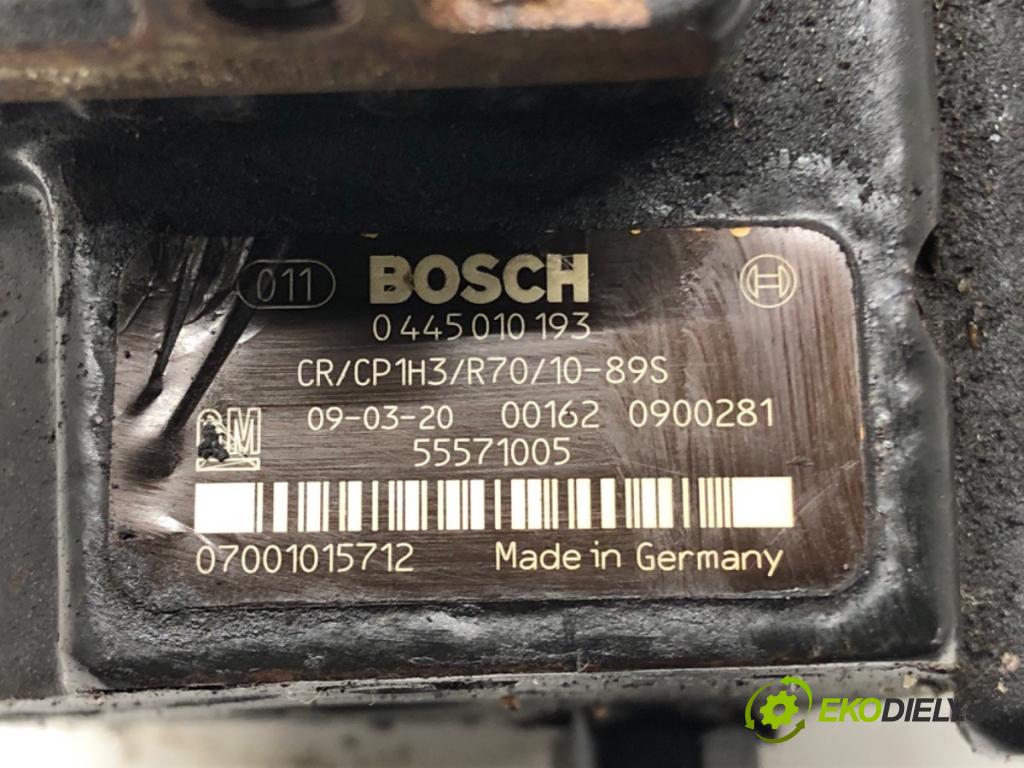 011 BOSCH
0 445 010 193
CR/CP1H3/R70/10-89S
GM 09-03-20 00162 0900281
55571005
07001015712 Made in Germany
EKODIELY